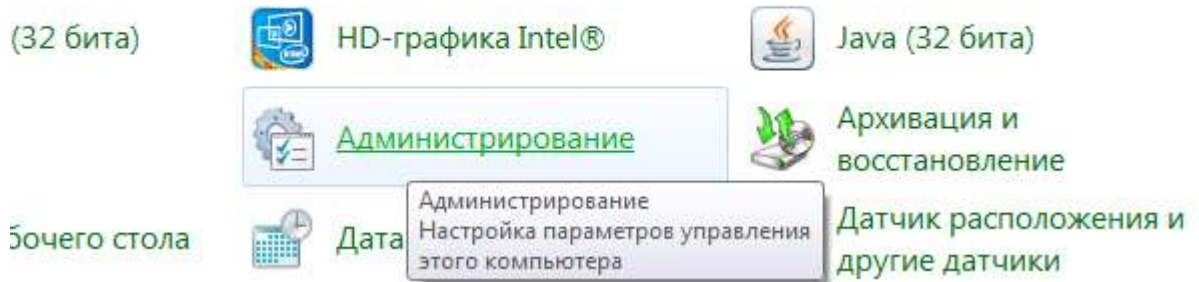 (32 бита)
HD-графика Intel®
Java (32 бита)
Администрирование
Архивация и
восстановление
Администрирование
Настройка параметров управления
этого компьютера
бочего стола
Дата
Датчик расположения и
другие датчики